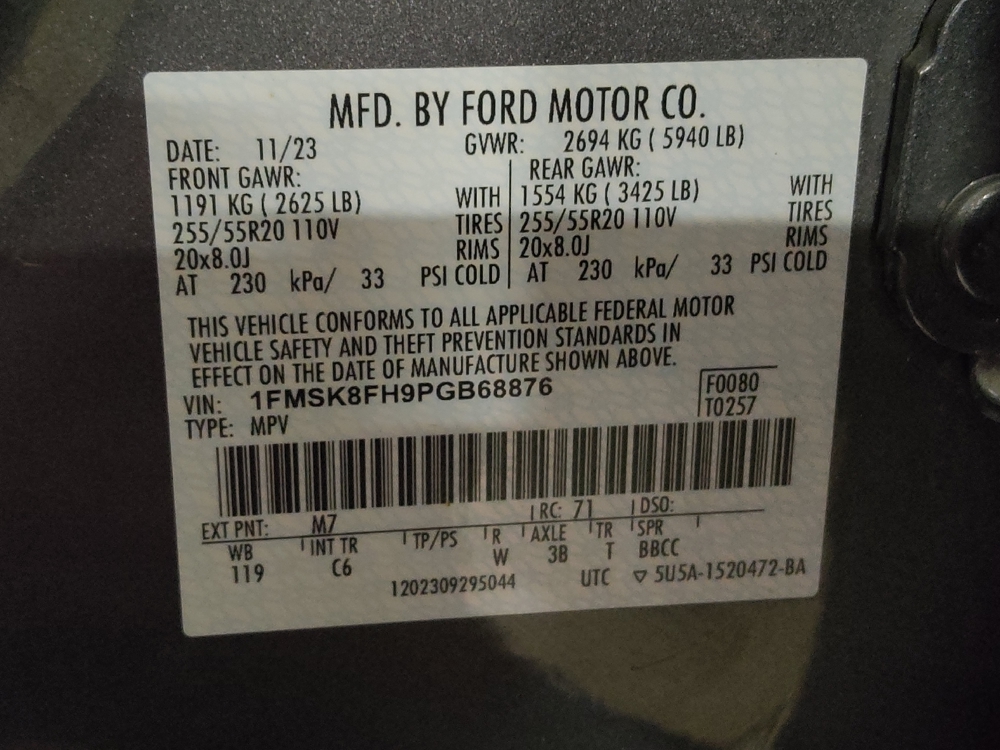 MFD. BY FORD MOTOR CO.
DATE: 11/23 GVWR: 2694 KG ( 5940 LB)
FRONT GAWR: REAR GAWR:
1191 KG ( 2625 LB) WITH 1554 KG ( 3425 LB) WITH
255/55R20 110V TIRES 255/55R20 110V TIRES
20x8.0J RIMS 20x8.0J RIMS
AT 230 kPa/ 33 PSI COLD AT 230 kPa/ 33 PSI COLD
THIS VEHICLE CONFORMS TO ALL APPLICABLE FEDERAL MOTOR
VEHICLE SAFETY AND THEFT PREVENTION STANDARDS IN
EFFECT ON THE DATE OF MANUFACTURE SHOWN ABOVE.
VIN: 1FMSK8FH9PGB68876 F0080
TYPE: MPV T0257
EXT PNT: M7 RC: 71 DSO:
WB INT TR TP/PS R AXLE TR SPR
119 C6 W 3B T BBCC
1202309295044 UTC ▽ 5U5A-1520472-BA